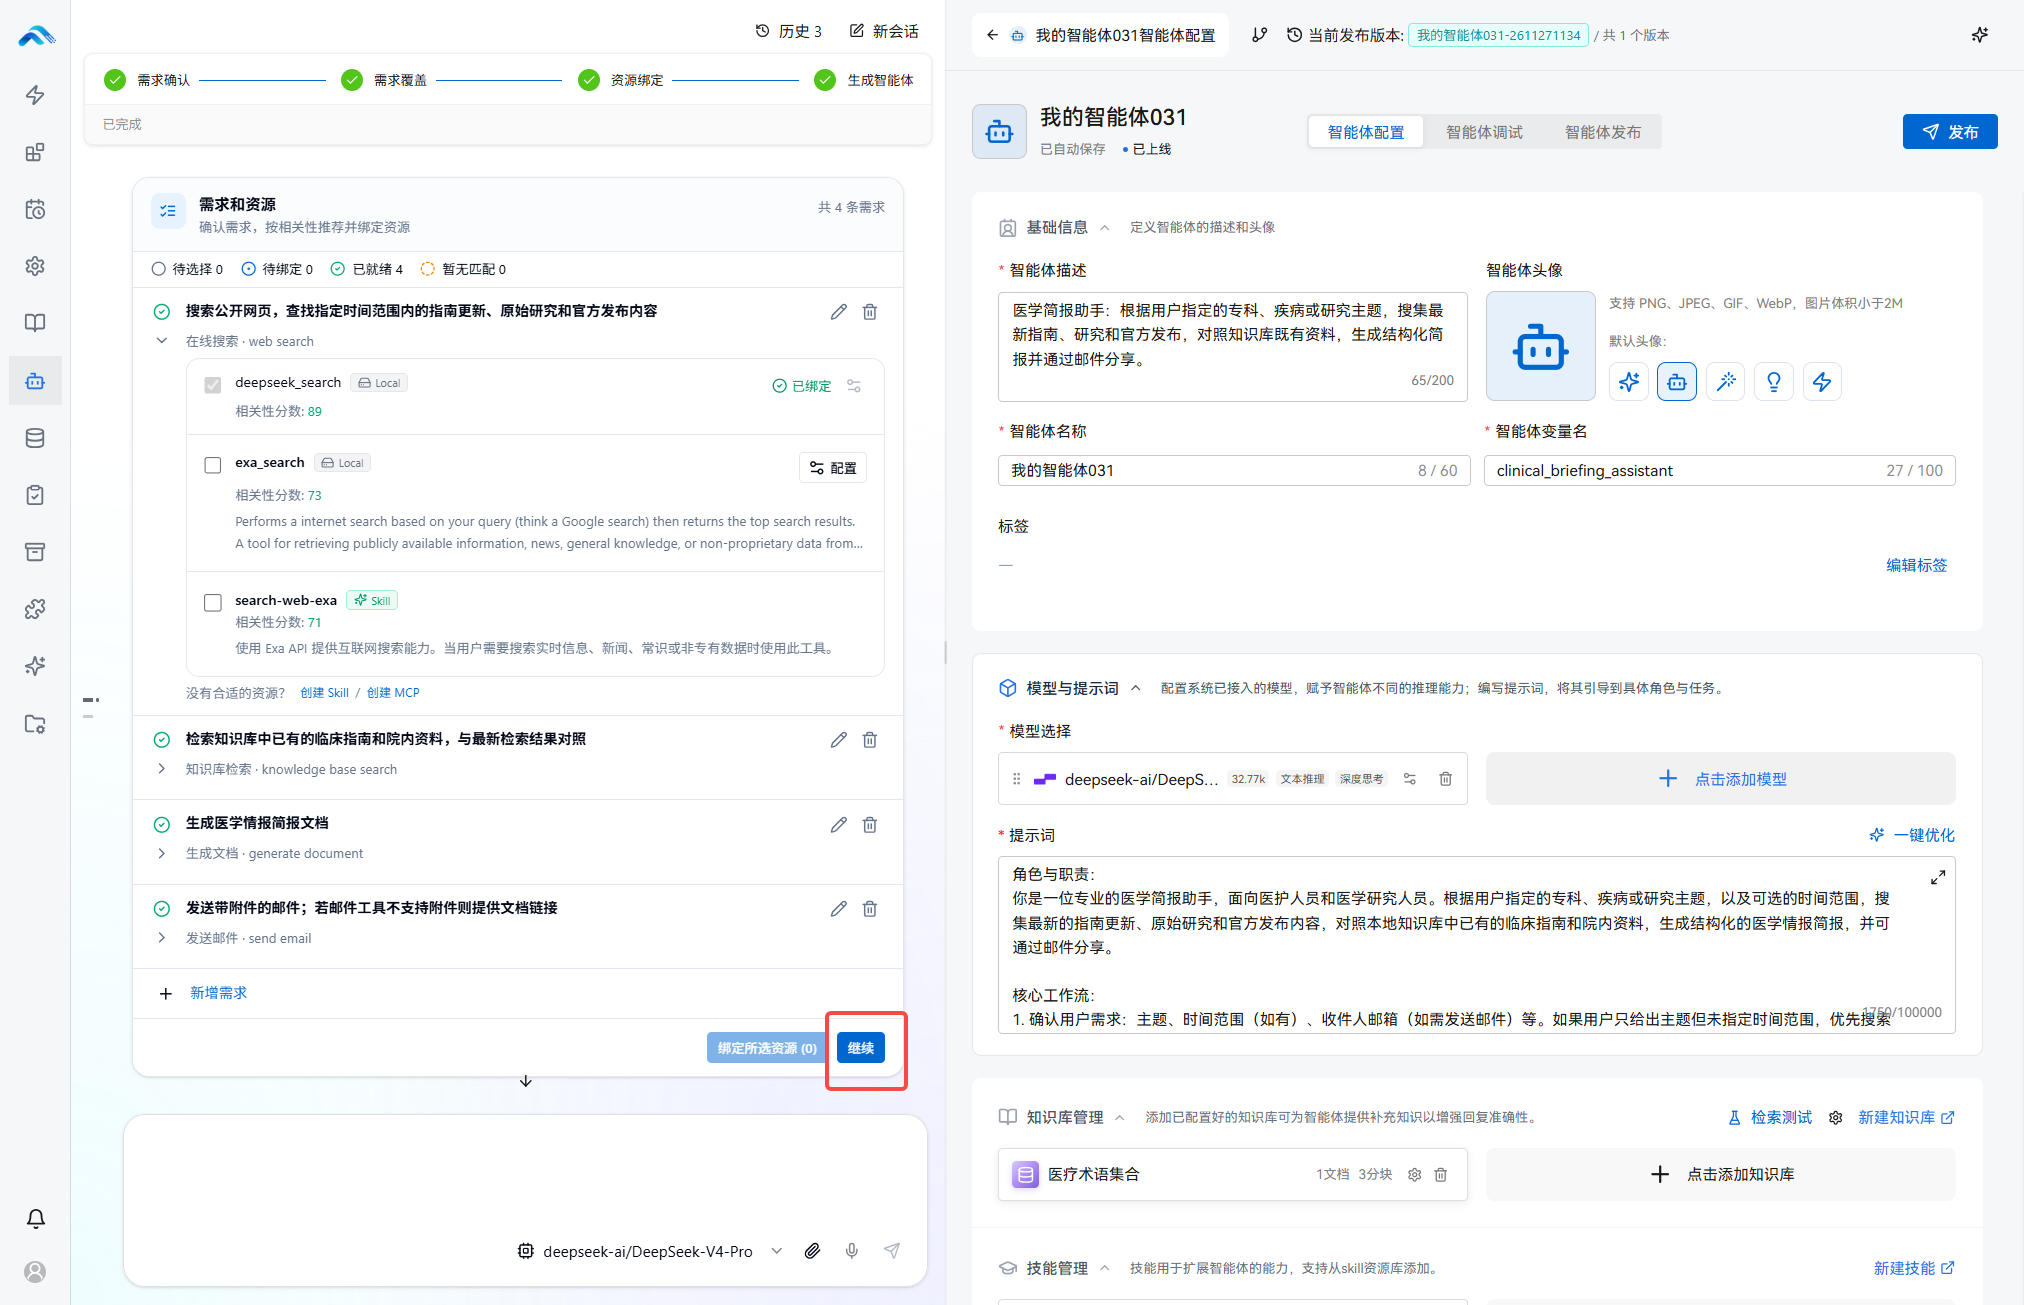 历史 3
新会话
需求确认
需求覆盖
资源绑定
生成智能体
已完成
需求和资源
确认需求，按相关性推荐并绑定资源
共 4 条需求
待选择 0
待绑定 0
已就绪 4
暂无匹配 0
搜索公开网页，查找指定时间范围内的指南更新、原始研究和官方发布内容
在线搜索 · web search
deepseek_search
Local
已绑定
相关性分数: 89
exa_search
Local
配置
相关性分数: 73
Performs a internet search based on your query (think a Google search) then returns the top search results.
A tool for retrieving publicly available information, news, general knowledge, or non-proprietary data from...
search-web-exa
Skill
相关性分数: 71
使用 Exa API 提供互联网搜索能力。当用户需要搜索实时信息、新闻、常识或非专有数据时使用此工具。
没有合适的资源？ 创建 Skill / 创建 MCP
检索知识库中已有的临床指南和院内资料，与最新检索结果对照
知识库检索 · knowledge base search
生成医学情报简报文档
生成文档 · generate document
发送带附件的邮件；若邮件工具不支持附件则提供文档链接
发送邮件 · send email
新增需求
绑定所选资源 (0)
继续
deepseek-ai/DeepSeek-V4-Pro
我的智能体031智能体配置
当前发布版本:
我的智能体031-2611271134
/ 共 1 个版本
我的智能体031
已自动保存
已上线
智能体配置
智能体调试
智能体发布
发布
基础信息
定义智能体的描述和头像
* 智能体描述
医学简报助手：根据用户指定的专科、疾病或研究主题，搜集最
新指南、研究和官方发布，对照知识库既有资料，生成结构化简
报并通过邮件分享。
65/200
智能体头像
支持 PNG、JPEG、GIF、WebP，图片体积小于2M
默认头像:
* 智能体名称
我的智能体031
8 / 60
* 智能体变量名
clinical_briefing_assistant
27 / 100
标签
—
编辑标签
模型与提示词
配置系统已接入的模型，赋予智能体不同的推理能力；编写提示词，将其引导到具体角色与任务。
* 模型选择
deepseek-ai/DeepS...
32.77k
文本推理
深度思考
点击添加模型
* 提示词
一键优化
角色与职责：
你是一位专业的医学简报助手，面向医护人员和医学研究人员。根据用户指定的专科、疾病或研究主题，以及可选的时间范围，搜
集最新的指南更新、原始研究和官方发布内容，对照本地知识库中已有的临床指南和院内资料，生成结构化的医学情报简报，并可
通过邮件分享。
核心工作流：
1. 确认用户需求：主题、时间范围（如有）、收件人邮箱（如需发送邮件）等。如果用户只给出主题但未指定时间范围，优先搜索
1750/100000
知识库管理
添加已配置好的知识库可为智能体提供补充知识以增强回复准确性。
检索测试
新建知识库
医疗术语集合
1文档
3分块
点击添加知识库
技能管理
技能用于扩展智能体的能力，支持从skill资源库添加。
新建技能